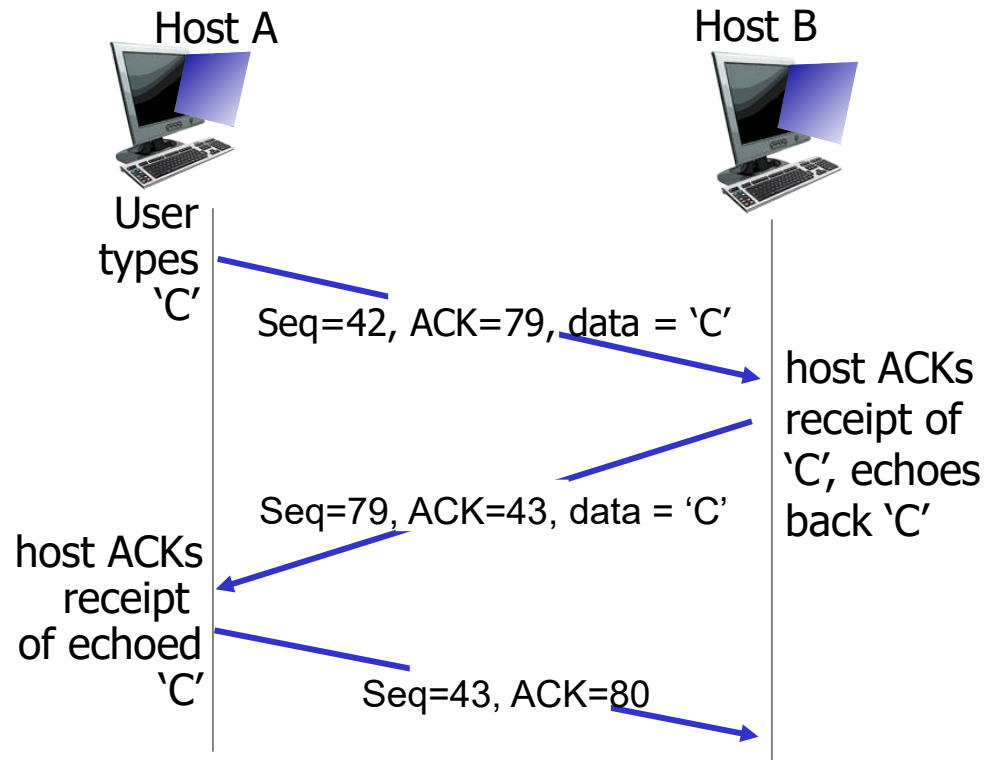 Host A
Host B
User
types
‘C’
Seq=42, ACK=79, data = ‘C’
host ACKs
receipt of
‘C’, echoes
back ‘C’
Seq=79, ACK=43, data = ‘C’
host ACKs
receipt
of echoed
‘C’
Seq=43, ACK=80